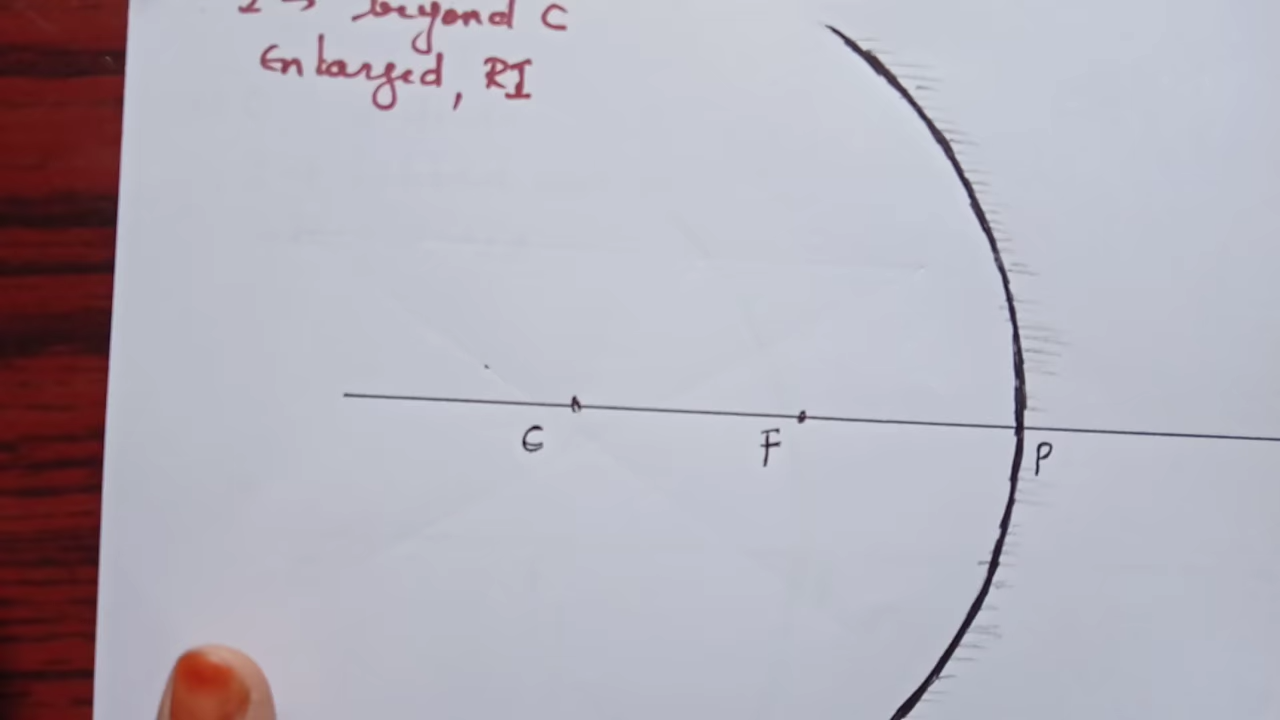 I → beyond C
Enlarged, RI
C
F
P